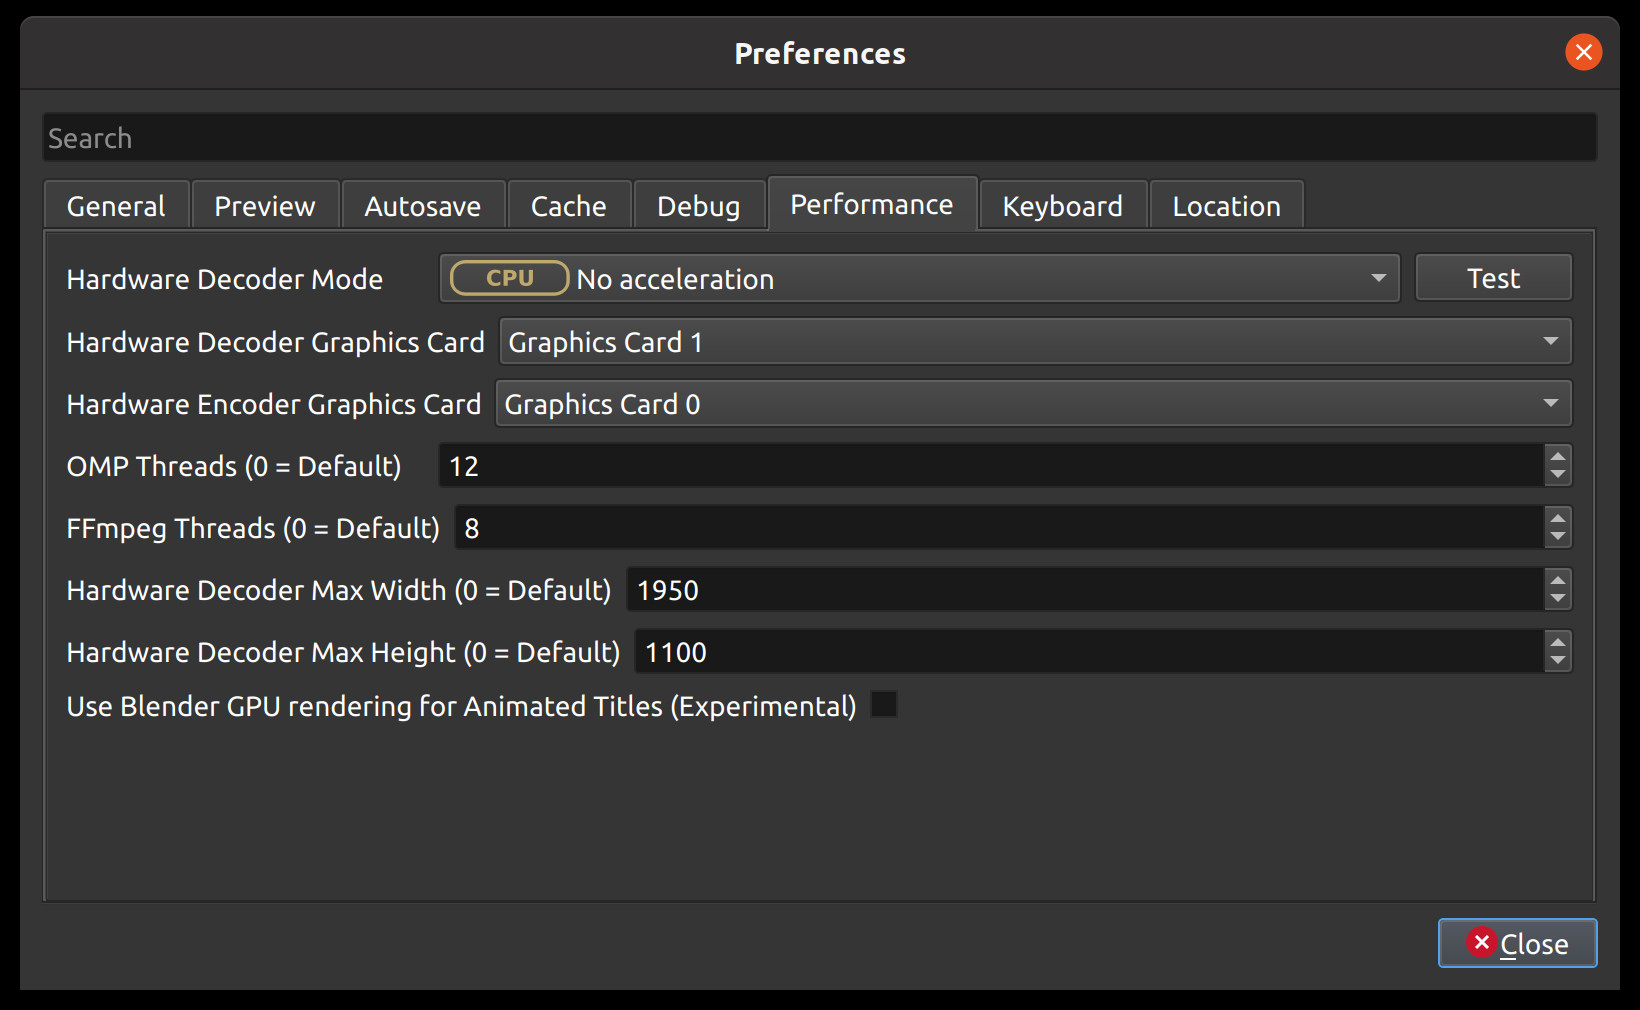 Preferences
Search
General Preview Autosave Cache Debug Performance Keyboard Location
Hardware Decoder Mode CPU No acceleration Test
Hardware Decoder Graphics Card Graphics Card 1
Hardware Encoder Graphics Card Graphics Card 0
OMP Threads (0 = Default) 12
FFmpeg Threads (0 = Default) 8
Hardware Decoder Max Width (0 = Default) 1950
Hardware Decoder Max Height (0 = Default) 1100
Use Blender GPU rendering for Animated Titles (Experimental)
Close